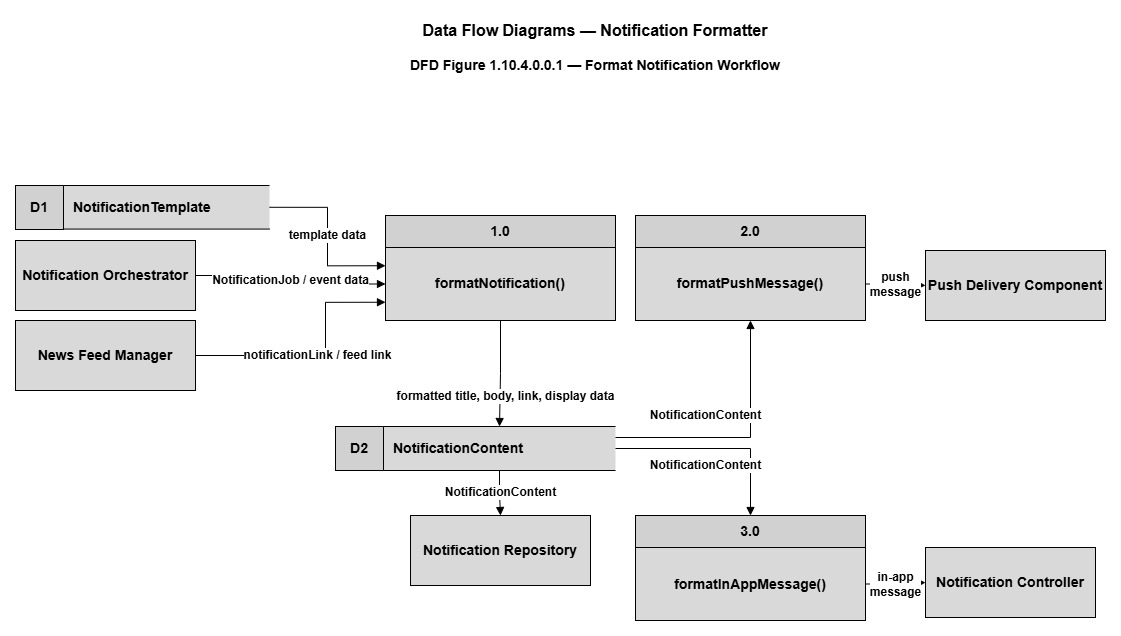 Data Flow Diagrams — Notification Formatter
DFD Figure 1.10.4.0.0.1 — Format Notification Workflow
D1
NotificationTemplate
template data
Notification Orchestrator
NotificationJob / event data
News Feed Manager
notificationLink / feed link
1.0
formatNotification()
2.0
formatPushMessage()
push
message
Push Delivery Component
formatted title, body, link, display data
D2
NotificationContent
NotificationContent
NotificationContent
NotificationContent
Notification Repository
3.0
formatInAppMessage()
in-app
message
Notification Controller